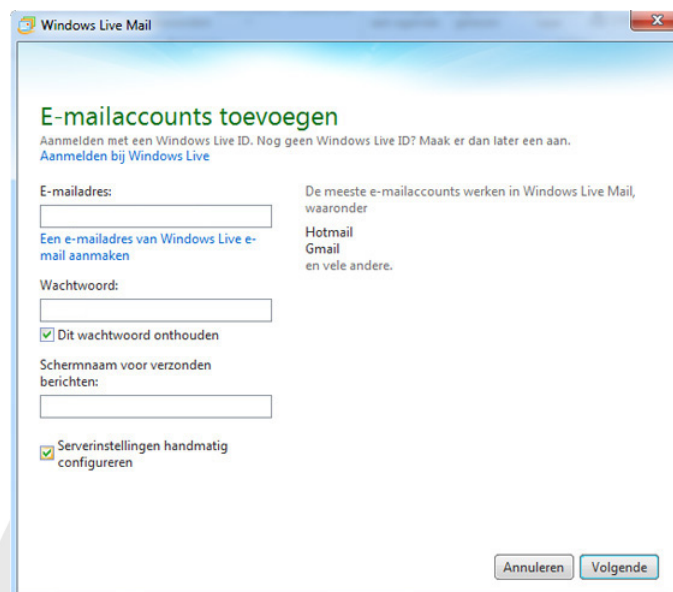 Windows Live Mail
E-mailaccounts toevoegen
Aanmelden met een Windows Live ID. Nog geen Windows Live ID? Maak er dan later een aan.
Aanmelden bij Windows Live
E-mailadres:
Een e-mailadres van Windows Live e-
mail aanmaken
Wachtwoord:
Dit wachtwoord onthouden
Schermnaam voor verzonden
berichten:
Serverinstellingen handmatig
configureren
De meeste e-mailaccounts werken in Windows Live Mail,
waaronder
Hotmail
Gmail
en vele andere.
Annuleren
Volgende